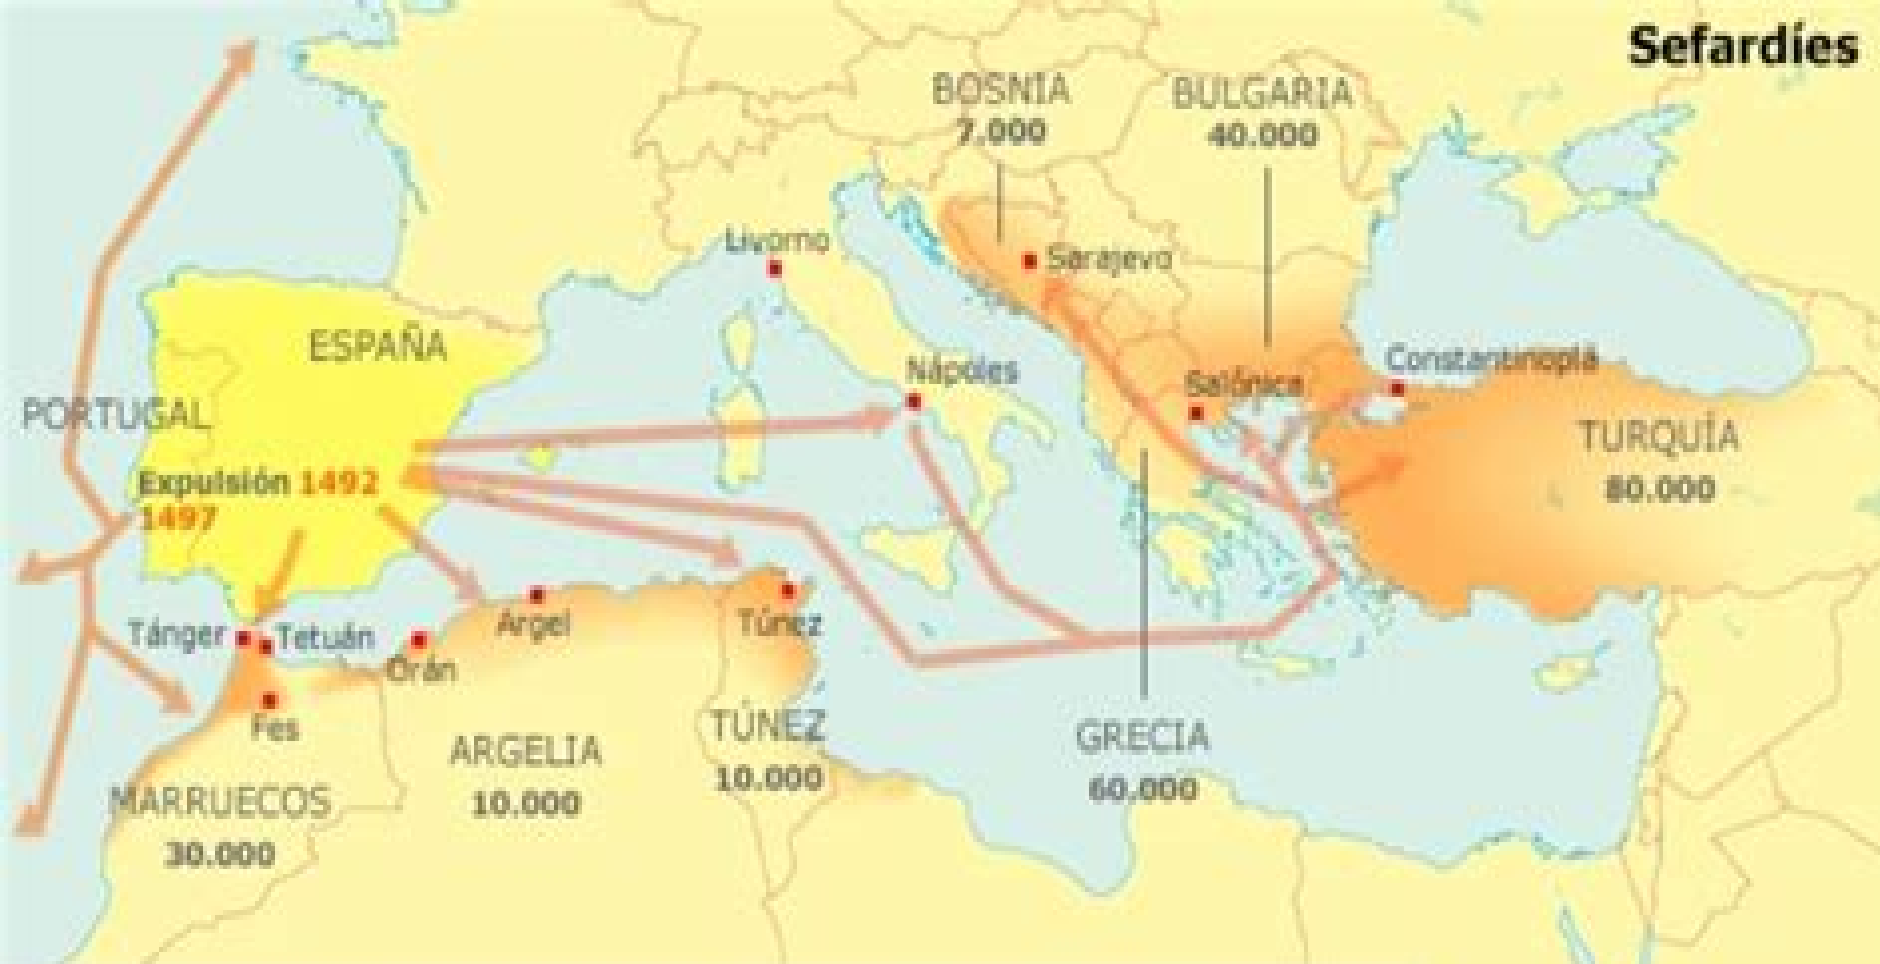 Sefardíes
BOSNIA
7.000
BULGARIA
40.000
Livorno
Sarajevo
ESPAÑA
Nápoles
Constantinopla
Salónica
PORTUGAL
TURQUÍA
80.000
Expulsión 1492
1497
Tánger
Tetuán
Orán
Argel
Túnez
Fes
ARGELIA
10.000
TÚNEZ
10.000
GRECIA
60.000
MARRUECOS
30.000